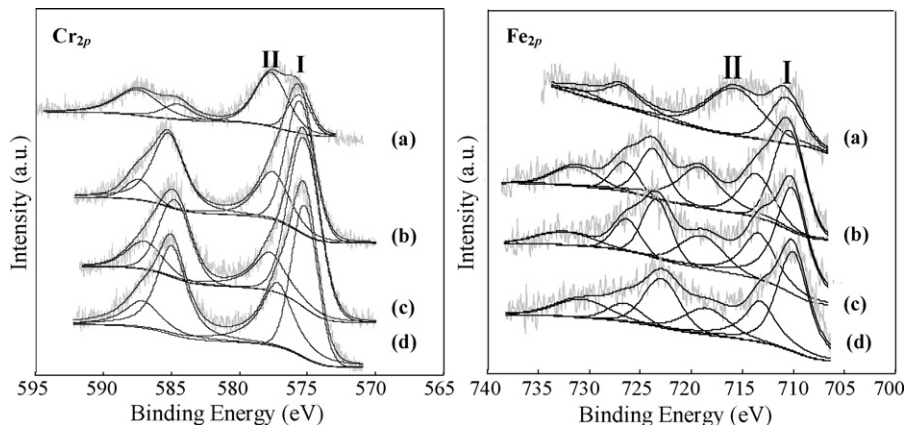 Cr2p
II
I
(a)
(b)
(c)
(d)
Intensity (a.u.)
595 590 585 580 575 570 565
Binding Energy (eV)
Fe2p
II
I
(a)
(b)
(c)
(d)
Intensity (a.u.)
740 735 730 725 720 715 710 705 700
Binding Energy (eV)